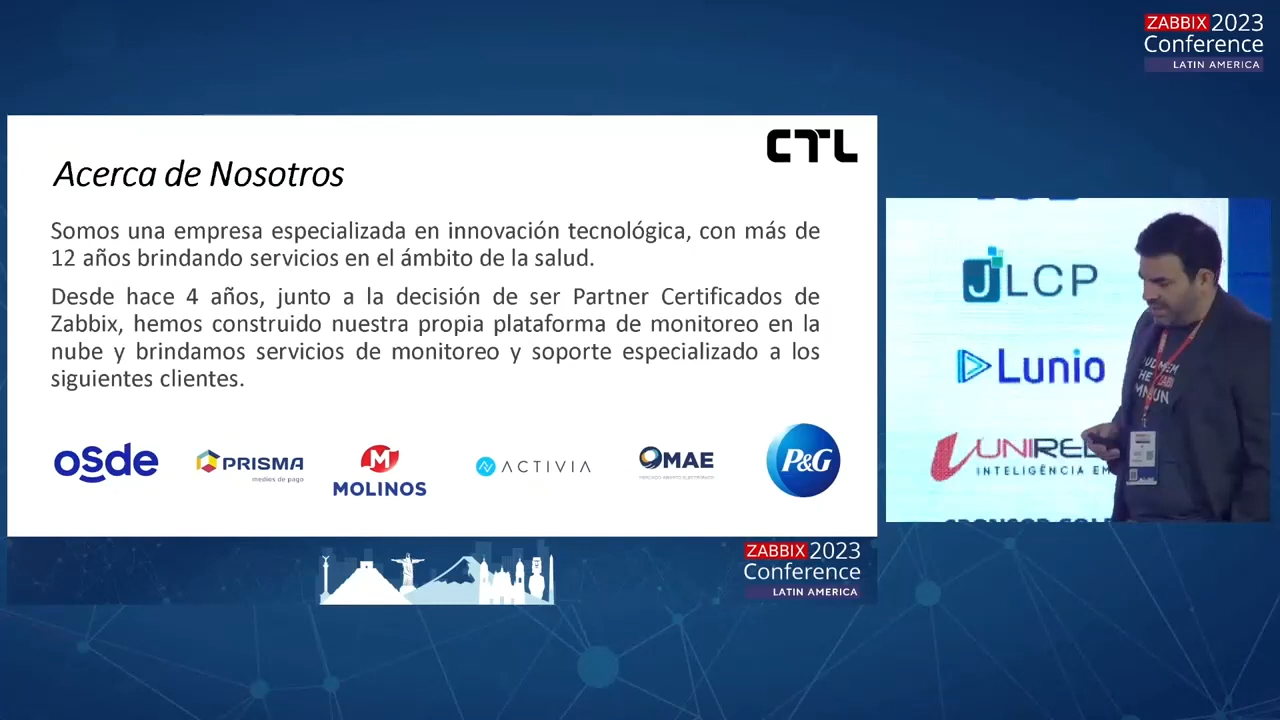 ZABBIX 2023
Conference
LATIN AMERICA
CTL
Acerca de Nosotros
Somos una empresa especializada en innovación tecnológica, con más de
12 años brindando servicios en el ámbito de la salud.
Desde hace 4 años, junto a la decisión de ser Partner Certificados de
Zabbix, hemos construido nuestra propia plataforma de monitoreo en la
nube y brindamos servicios de monitoreo y soporte especializado a los
siguientes clientes.
osde
PRISMA
medios de pago
MOLINOS
ACTIVIA
MAE
MERCADO ABIERTO ELECTRONICO
P&G
ZABBIX 2023
Conference
LATIN AMERICA
JLCP
Lunio
UNIRE
INTELIGÊNCIA EM